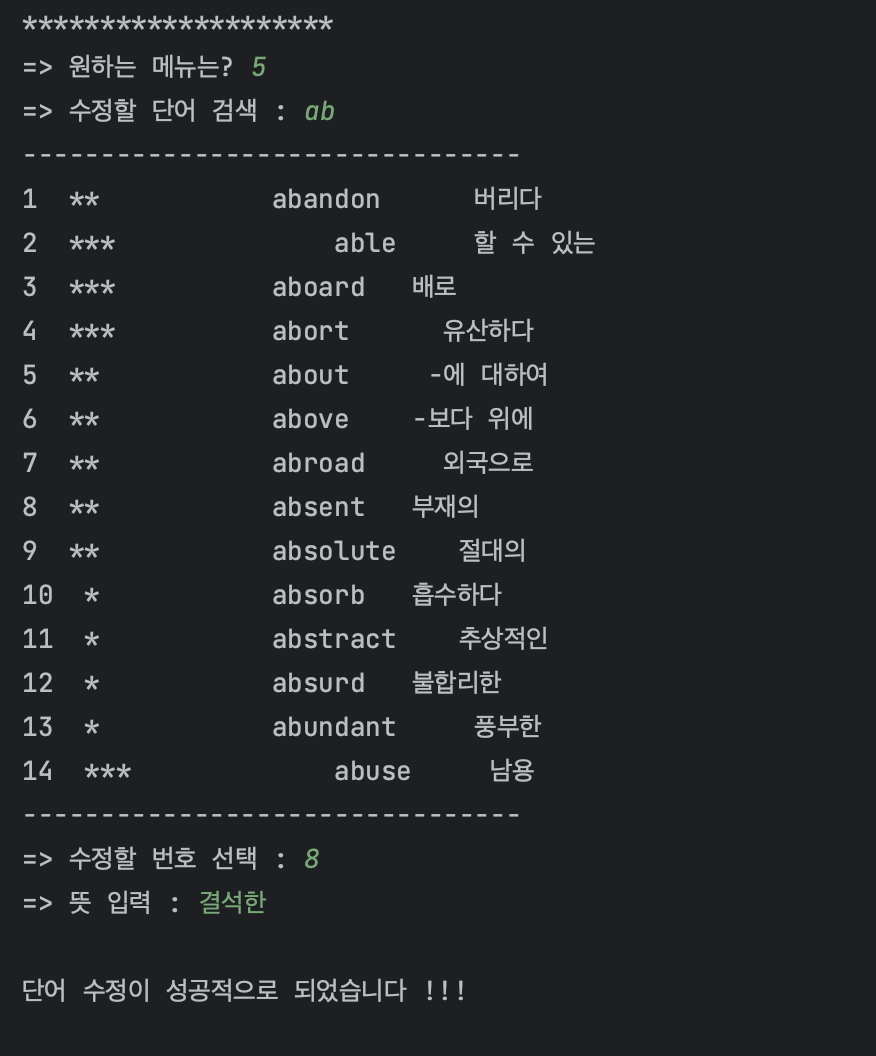 ********************
=> 원하는 메뉴는? 5
=> 수정할 단어 검색 : ab
--------------------------------
1 ** abandon 버리다
2 *** able 할 수 있는
3 *** aboard 배로
4 *** abort 유산하다
5 ** about -에 대하여
6 ** above -보다 위에
7 ** abroad 외국으로
8 ** absent 부재의
9 ** absolute 절대의
10 * absorb 흡수하다
11 * abstract 추상적인
12 * absurd 불합리한
13 * abundant 풍부한
14 *** abuse 남용
--------------------------------
=> 수정할 번호 선택 : 8
=> 뜻 입력 : 결석한
단어 수정이 성공적으로 되었습니다 !!!